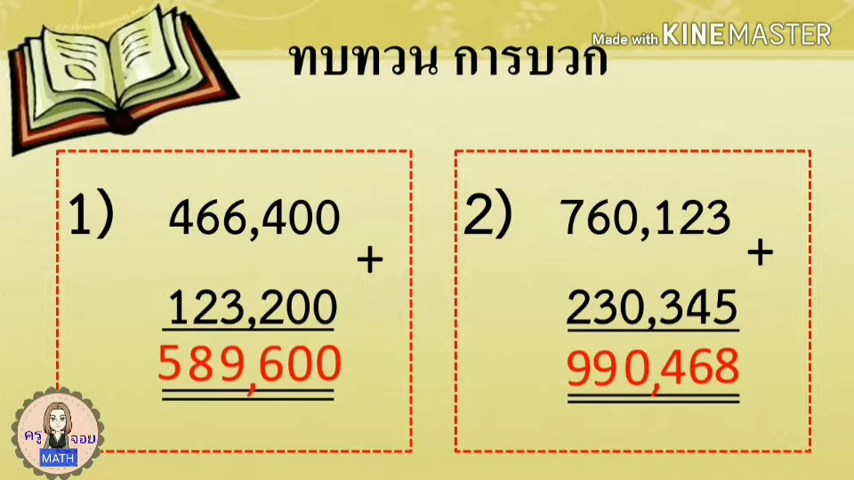 Made with KINEMASTER
ทบทวน การบวก
1) 466,400
+
123,200
589,600
2) 760,123
+
230,345
990,468
ครูจอย
MATH